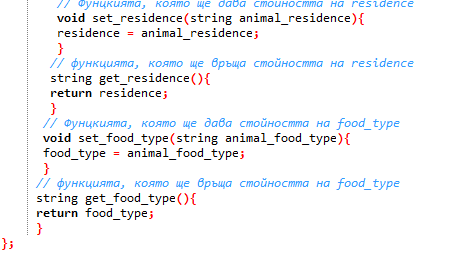 // Фунцкията, която ще дава стойността на residence
void set_residence(string animal_residence){
residence = animal_residence;
}
// функцията, която ще връща стойността на residence
string get_residence(){
return residence;
}
// Фунцкията, която ще дава стойността на food_type
void set_food_type(string animal_food_type){
food_type = animal_food_type;
}
// функцията, която ще връща стойността на food_type
string get_food_type(){
return food_type;
}
};